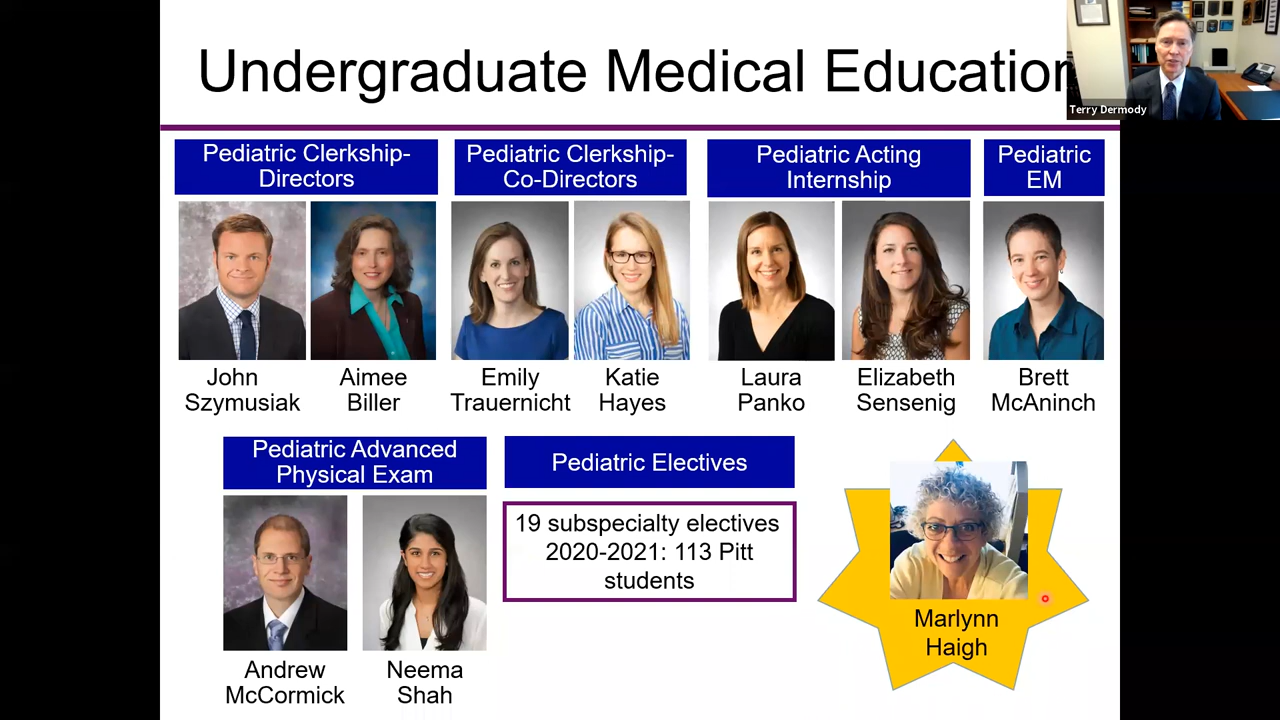 Undergraduate Medical Education
Terry Dermody
Pediatric Clerkship-
Directors
Pediatric Clerkship-
Co-Directors
Pediatric Acting
Internship
Pediatric
EM
John
Szymusiak
Aimee
Biller
Emily
Trauernicht
Katie
Hayes
Laura
Panko
Elizabeth
Sensenig
Brett
McAninch
Pediatric Advanced
Physical Exam
Pediatric Electives
19 subspecialty electives
2020-2021: 113 Pitt
students
Andrew
McCormick
Neema
Shah
Marlynn
Haigh